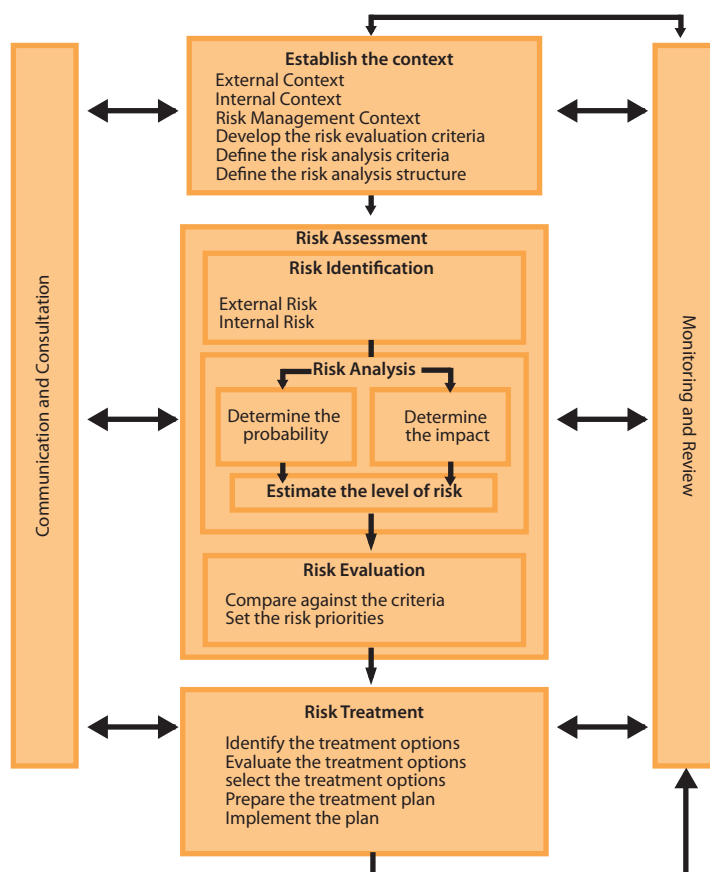 Establish the context
External Context
Internal Context
Risk Management Context
Develop the risk evaluation criteria
Define the risk analysis criteria
Define the risk analysis structure
Communication and Consultation
Monitoring and Review
Risk Assessment
Risk Identification
External Risk
Internal Risk
Risk Analysis
Determine the
probability
Determine
the impact
Estimate the level of risk
Risk Evaluation
Compare against the criteria
Set the risk priorities
Risk Treatment
Identify the treatment options
Evaluate the treatment options
select the treatment options
Prepare the treatment plan
Implement the plan